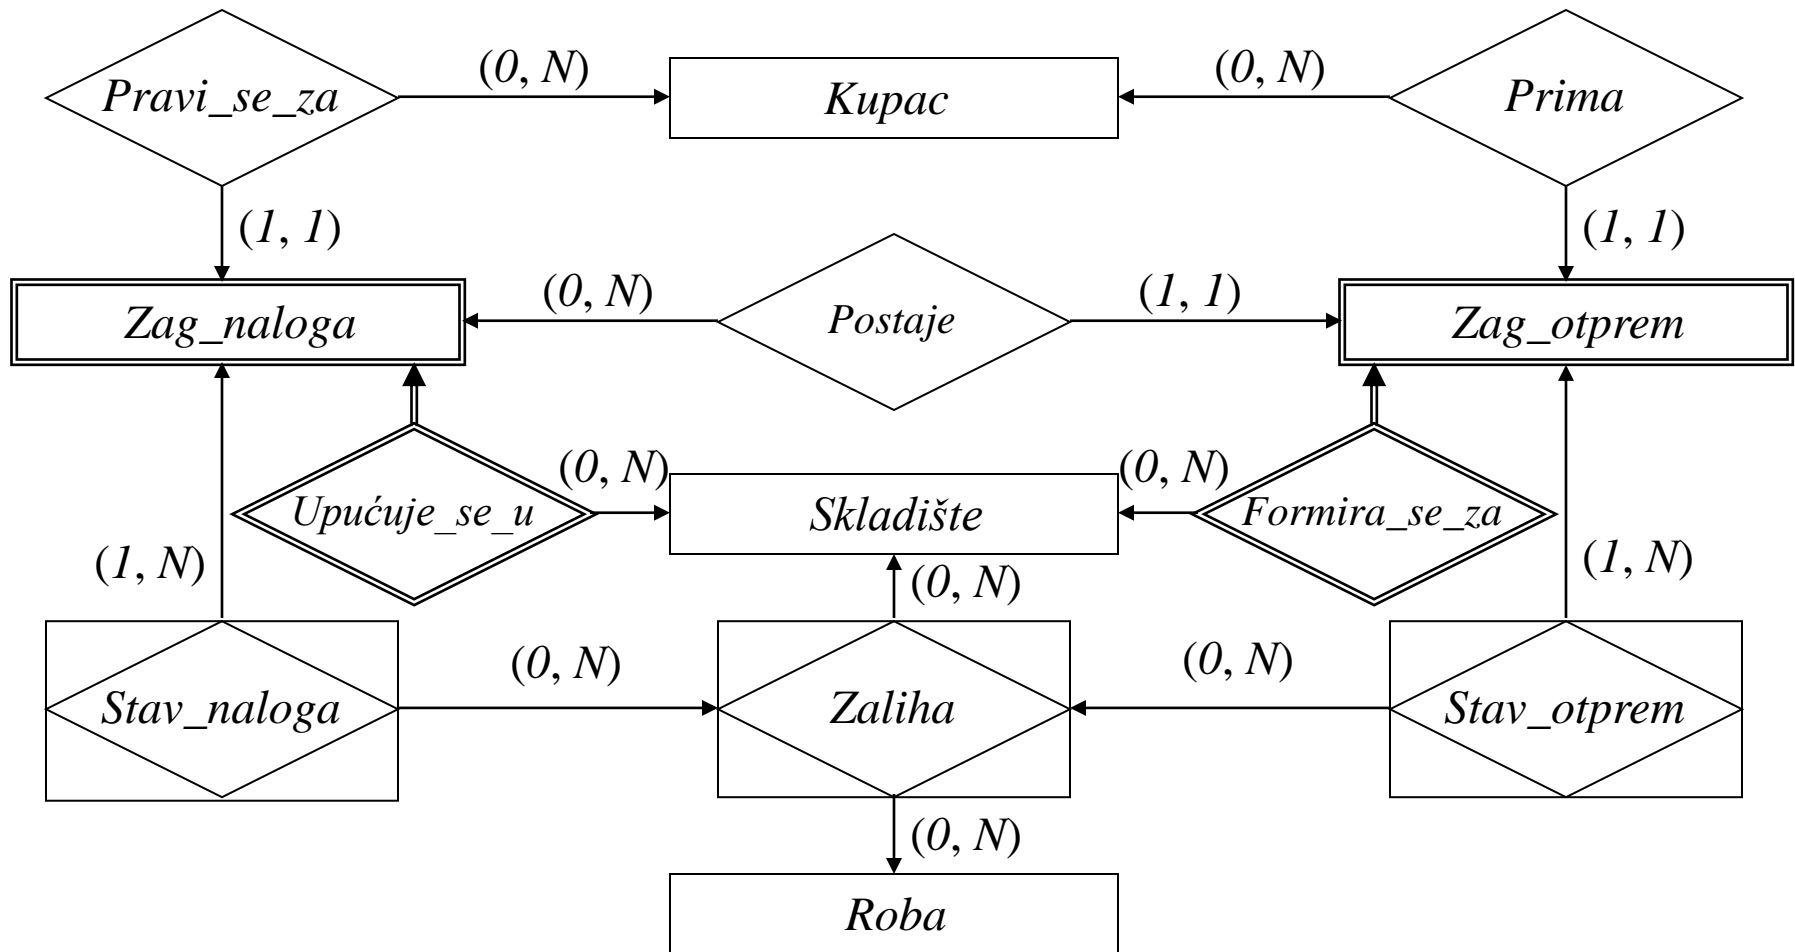 (0, N)
(0, N)
Pravi_se_za
Kupac
Prima
(1, 1)
(1, 1)
(0, N)
(1, 1)
Zag_naloga
Postaje
Zag_otprem
(0, N)
(0, N)
Upućuje_se_u
Skladište
Formira_se_za
(1, N)
(0, N)
(1, N)
(0, N)
(0, N)
Stav_naloga
Zaliha
Stav_otprem
(0, N)
Roba